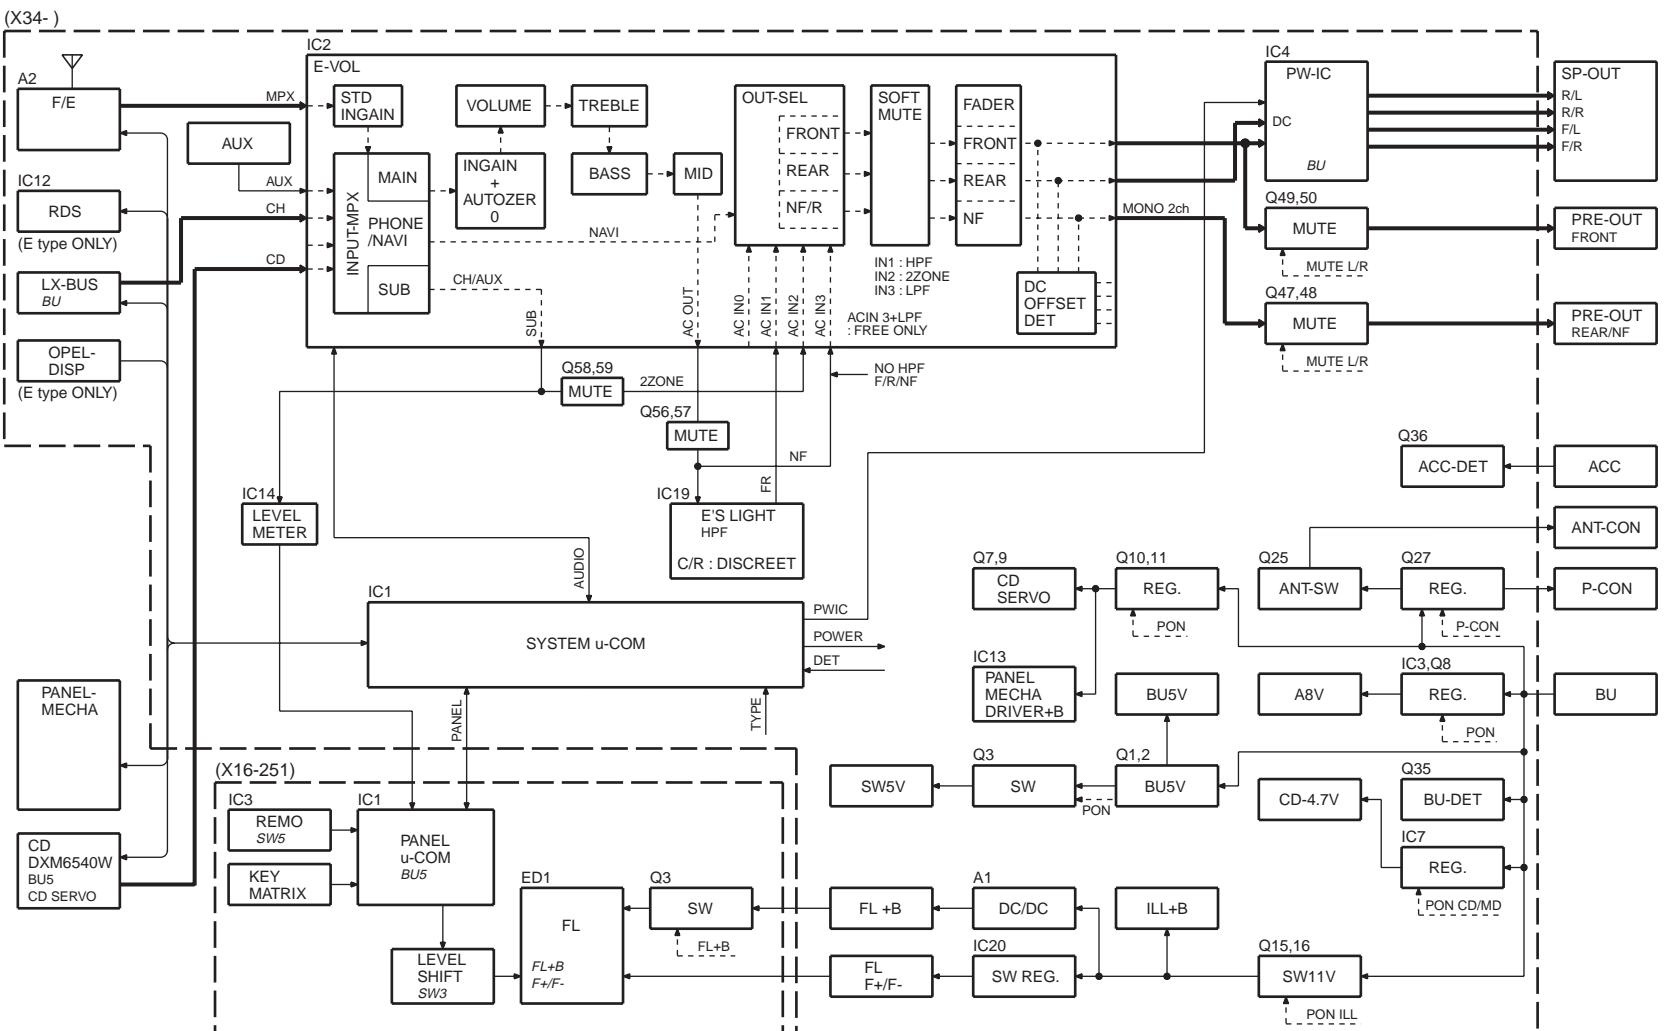 (X34- )
A2
F/E
MPX
AUX
AUX
IC12
RDS
(E type ONLY)
CH
LX-BUS
BU
CD
OPEL-
DISP
(E type ONLY)
IC2
E-VOL
STD
INGAIN
INPUT-MPX
MAIN
PHONE
/NAVI
SUB
VOLUME
INGAIN
+
AUTOZER
0
TREBLE
BASS
MID
NAVI
CH/AUX
SUB
AC OUT
OUT-SEL
FRONT
REAR
NF/R
AC IN0
AC IN1
AC IN2
AC IN3
SOFT
MUTE
IN1 : HPF
IN2 : 2ZONE
IN3 : LPF
ACIN 3+LPF
: FREE ONLY
FADER
FRONT
REAR
NF
DC
OFFSET
DET
MONO 2ch
IC4
PW-IC
DC
BU
SP-OUT
R/L
R/R
F/L
F/R
Q49,50
MUTE
MUTE L/R
PRE-OUT
FRONT
Q47,48
MUTE
MUTE L/R
PRE-OUT
REAR/NF
Q58,59
MUTE
2ZONE
NO HPF
F/R/NF
Q56,57
MUTE
NF
FR
IC19
E'S LIGHT
HPF
C/R : DISCREET
IC14
LEVEL
METER
AUDIO
IC1
SYSTEM u-COM
PWIC
POWER
DET
PANEL
TYPE
PANEL-
MECHA
CD
DXM6540W
BU5
CD SERVO
Q36
ACC-DET
ACC
ANT-CON
Q7,9
CD
SERVO
Q10,11
REG.
PON
Q25
ANT-SW
Q27
REG.
P-CON
P-CON
IC13
PANEL
MECHA
DRIVER+B
BU5V
A8V
IC3,Q8
REG.
PON
BU
SW5V
Q3
SW
PON
Q1,2
BU5V
CD-4.7V
Q35
BU-DET
IC7
REG.
PON CD/MD
(X16-251)
IC3
REMO
SW5
KEY
MATRIX
IC1
PANEL
u-COM
BU5
LEVEL
SHIFT
SW3
ED1
FL
FL+B
F+/F-
Q3
SW
FL+B
FL +B
A1
DC/DC
ILL+B
FL
F+/F-
IC20
SW REG.
Q15,16
SW11V
PON ILL